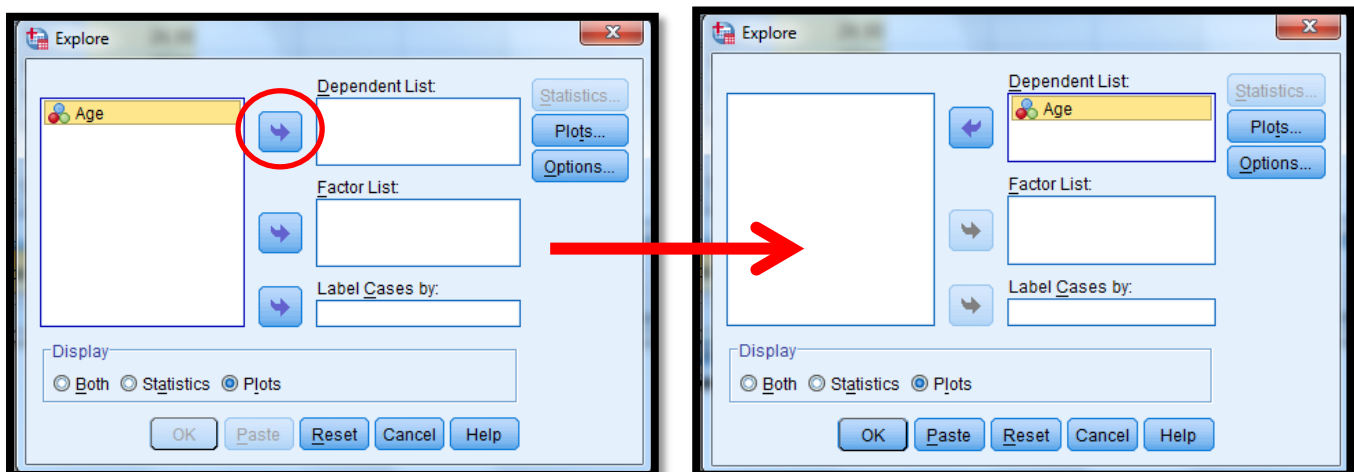 Explore
Dependent List:
Age
Statistics...
Plots...
Options...
Factor List:
Label Cases by:
Display
Both Statistics Plots
OK Paste Reset Cancel Help
Explore
Dependent List:
Age
Statistics...
Plots...
Options...
Factor List:
Label Cases by:
Display
Both Statistics Plots
OK Paste Reset Cancel Help